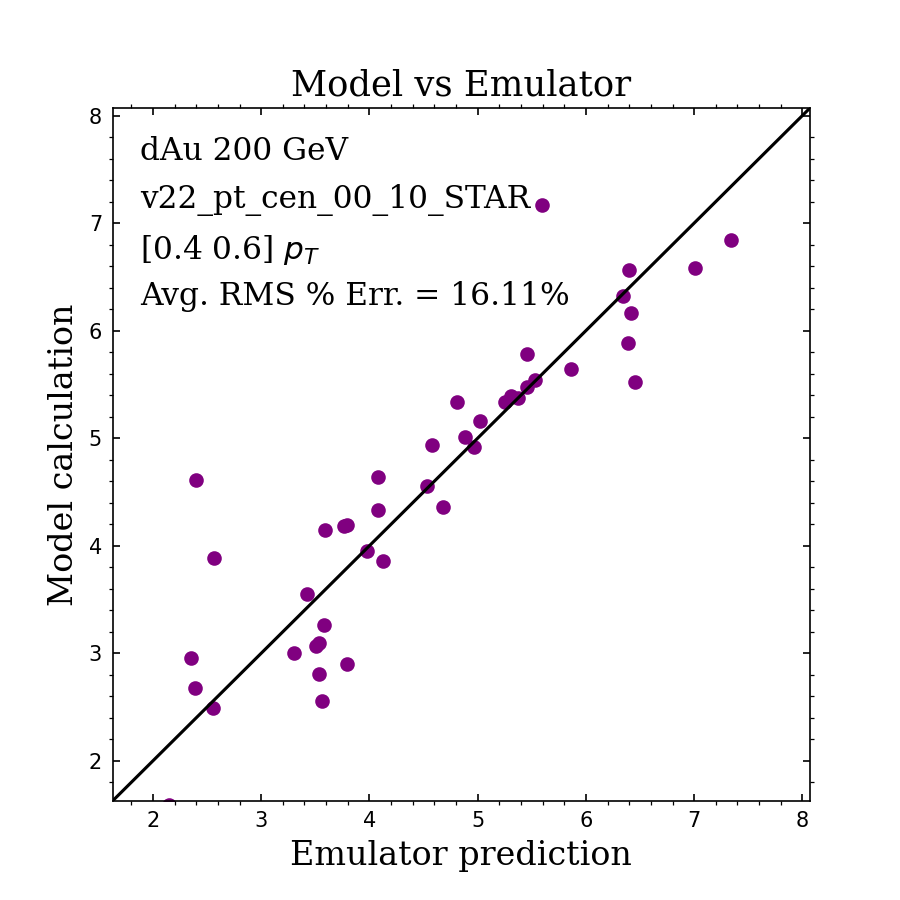 Model vs Emulator
dAu 200 GeV
v22_pt_cen_00_10_STAR
[0.4 0.6] p_T
Avg. RMS % Err. = 16.11%
Model calculation
8
7
6
5
4
3
2
2 3 4 5 6 7 8
Emulator prediction